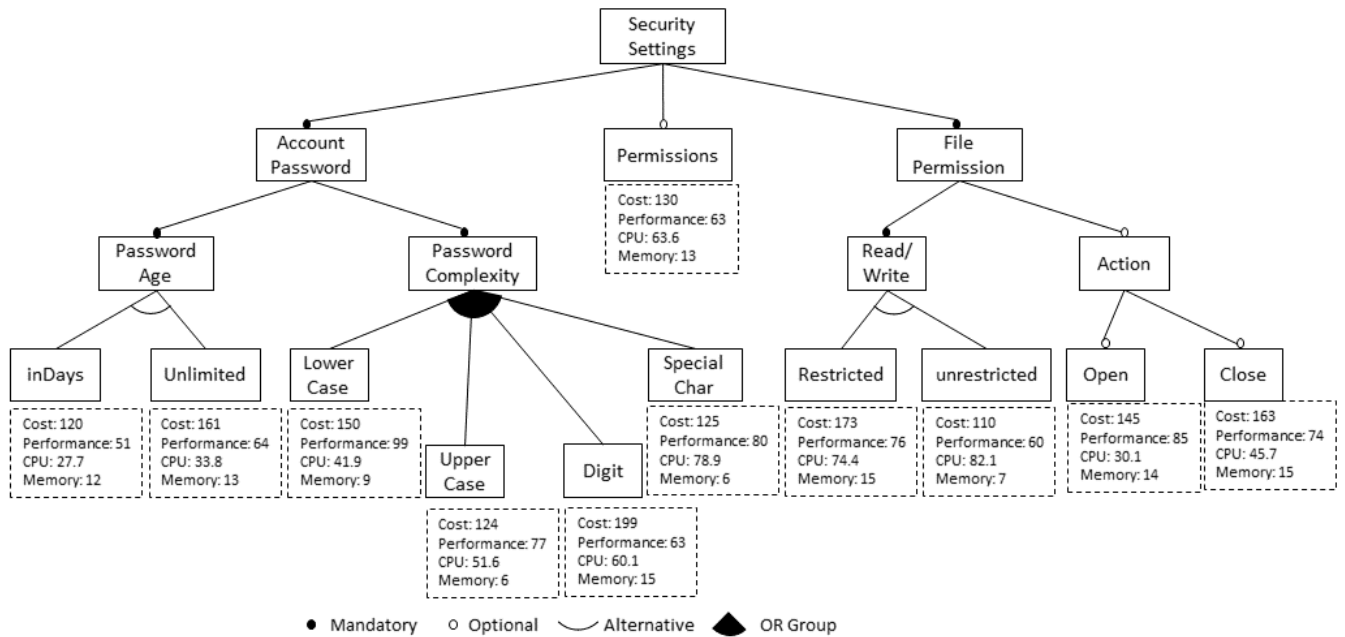 Security
Settings
Account
Password
Permissions
Cost: 130
Performance: 63
CPU: 63.6
Memory: 13
File
Permission
Password
Age
Password
Complexity
Read/
Write
Action
inDays
Cost: 120
Performance: 51
CPU: 27.7
Memory: 12
Unlimited
Cost: 161
Performance: 64
CPU: 33.8
Memory: 13
Lower
Case
Cost: 150
Performance: 99
CPU: 41.9
Memory: 9
Upper
Case
Cost: 124
Performance: 77
CPU: 51.6
Memory: 6
Digit
Cost: 199
Performance: 63
CPU: 60.1
Memory: 15
Special
Char
Cost: 125
Performance: 80
CPU: 78.9
Memory: 6
Restricted
Cost: 173
Performance: 76
CPU: 74.4
Memory: 15
unrestricted
Cost: 110
Performance: 60
CPU: 82.1
Memory: 7
Open
Cost: 145
Performance: 85
CPU: 30.1
Memory: 14
Close
Cost: 163
Performance: 74
CPU: 45.7
Memory: 15
Mandatory Optional Alternative OR Group